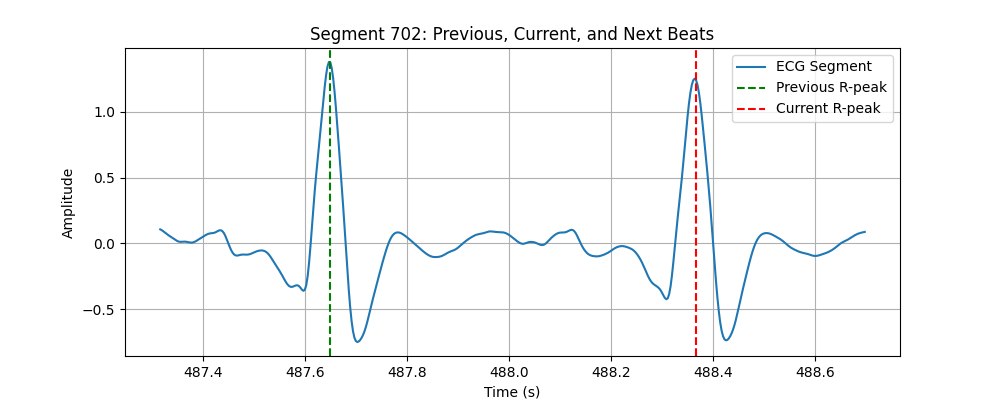 Segment 702: Previous, Current, and Next Beats
ECG Segment
Previous R-peak
Current R-peak
Amplitude
1.0
0.5
0.0
−0.5
487.4 487.6 487.8 488.0 488.2 488.4 488.6
Time (s)